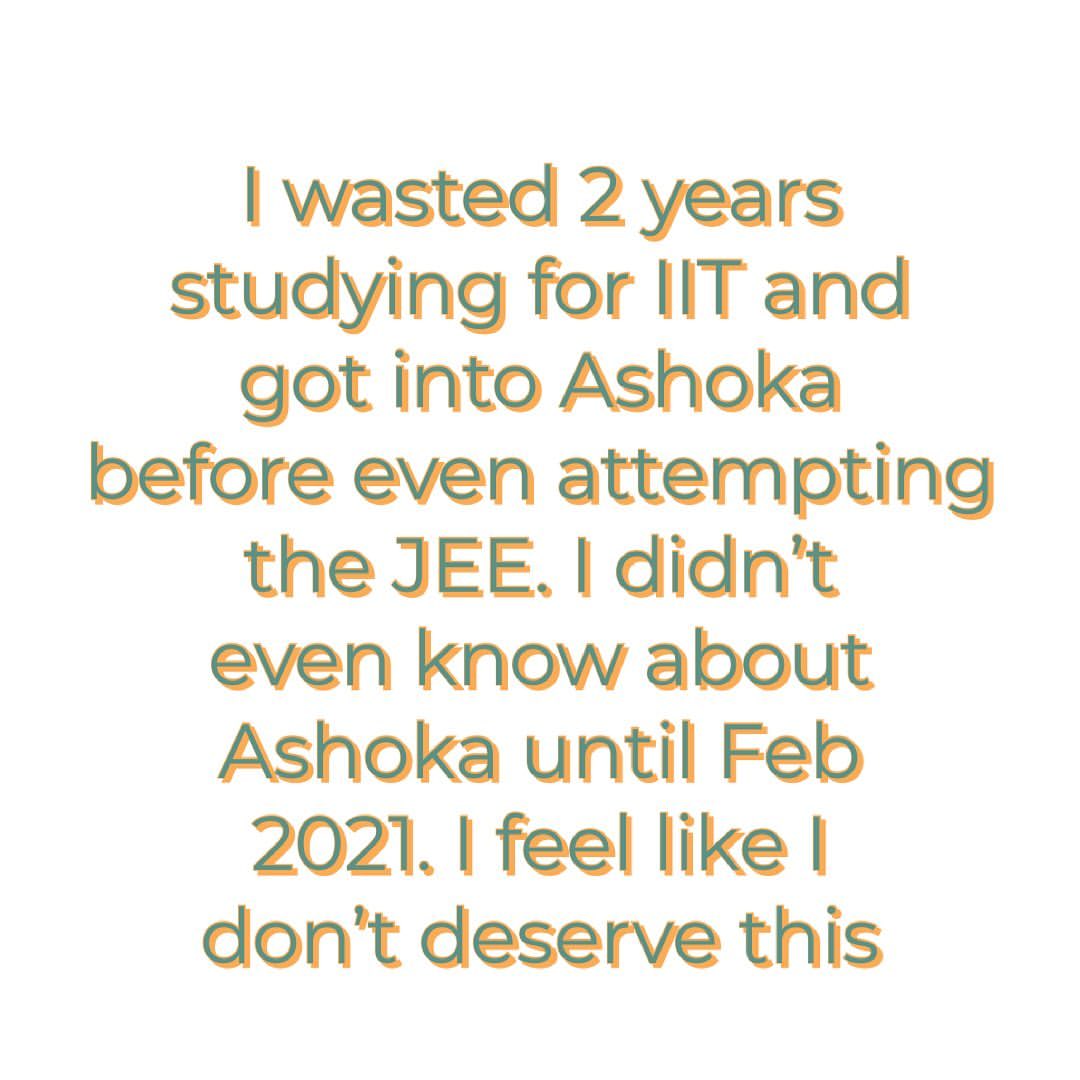 I wasted 2 years
studying for IIT and
got into Ashoka
before even attempting
the JEE. I didn’t
even know about
Ashoka until Feb
2021. I feel like I
don’t deserve this